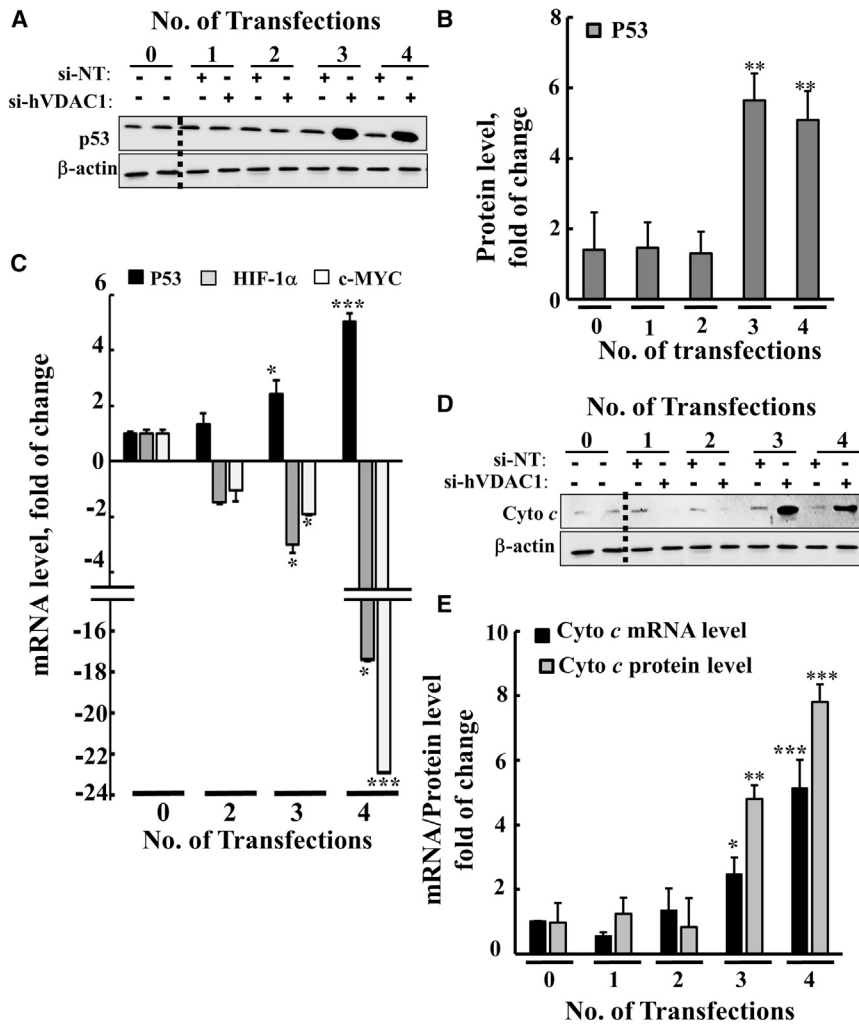 A
No. of Transfections
0 1 2 3 4
si-NT: - - + - + - + - + -
si-hVDAC1: - - - + - + - + - +
p53
β-actin
B
P53
Protein level,
fold of change
8
6
4
2
0
0 1 2 3 4
** **
No. of transfections
C
P53 HIF-1α c-MYC
mRNA level, fold of change
6
4
2
0
-2
-4
-16
-18
-20
-22
-24
* ***
* *
* ***
0 2 3 4
No. of Transfections
D
No. of Transfections
0 1 2 3 4
si-NT: - - + - + - + - + -
si-hVDAC1: - - - + - + - + - +
Cyto c
β-actin
E
Cyto c mRNA level
Cyto c protein level
mRNA/Protein level
fold of change
10
8
6
4
2
0
* ** *** ***
0 1 2 3 4
No. of Transfections